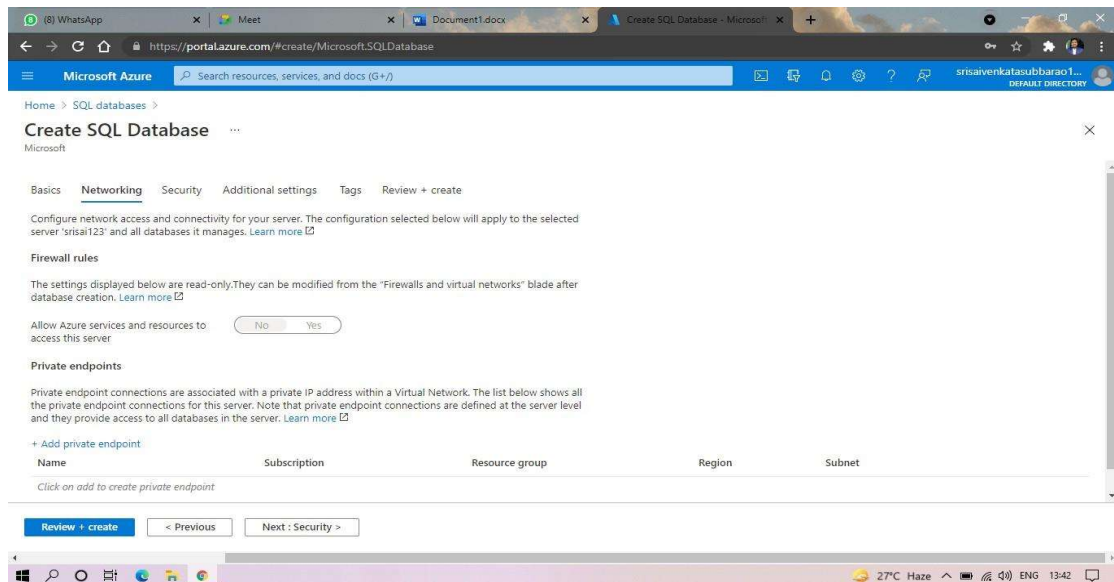 (8) WhatsApp
Meet
Document1.docx
Create SQL Database - Microsoft
https://portal.azure.com/#create/Microsoft.SQLDatabase
Microsoft Azure
Search resources, services, and docs (G+/)
srisaivenkatasubbarao1...
DEFAULT DIRECTORY
Home > SQL databases >
Create SQL Database ...
Microsoft
Basics Networking Security Additional settings Tags Review + create
Configure network access and connectivity for your server. The configuration selected below will apply to the selected
server 'srisai123' and all databases it manages. Learn more
Firewall rules
The settings displayed below are read-only.They can be modified from the "Firewalls and virtual networks" blade after
database creation. Learn more
Allow Azure services and resources to
access this server
No Yes
Private endpoints
Private endpoint connections are associated with a private IP address within a Virtual Network. The list below shows all
the private endpoint connections for this server. Note that private endpoint connections are defined at the server level
and they provide access to all databases in the server. Learn more
+ Add private endpoint
Name Subscription Resource group Region Subnet
Click on add to create private endpoint
Review + create < Previous Next : Security >
27°C Haze ENG 13:42